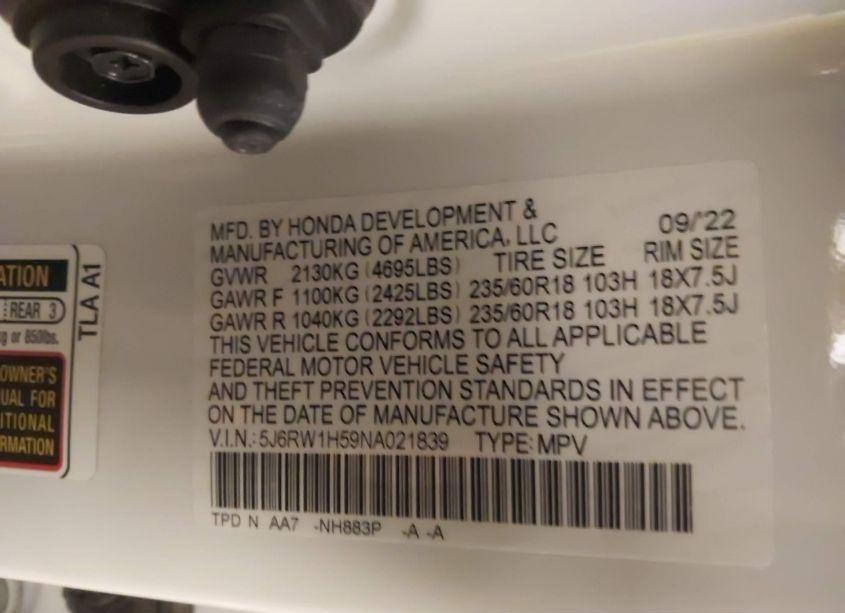 MFD. BY HONDA DEVELOPMENT &
MANUFACTURING OF AMERICA, LLC 09/'22
GVWR 2130KG (4695LBS) TIRE SIZE RIM SIZE
GAWR F 1100KG (2425LBS) 235/60R18 103H 18X7.5J
GAWR R 1040KG (2292LBS) 235/60R18 103H 18X7.5J
THIS VEHICLE CONFORMS TO ALL APPLICABLE
FEDERAL MOTOR VEHICLE SAFETY
AND THEFT PREVENTION STANDARDS IN EFFECT
ON THE DATE OF MANUFACTURE SHOWN ABOVE.
V.I.N.: 5J6RW1H59NA021839 TYPE: MPV
TPD N AA7 -NH883P -A -A
ATION
REAR 3
kg or 850lbs.
OWNER'S
UAL FOR
ITIONAL
RMATION
TLA A1